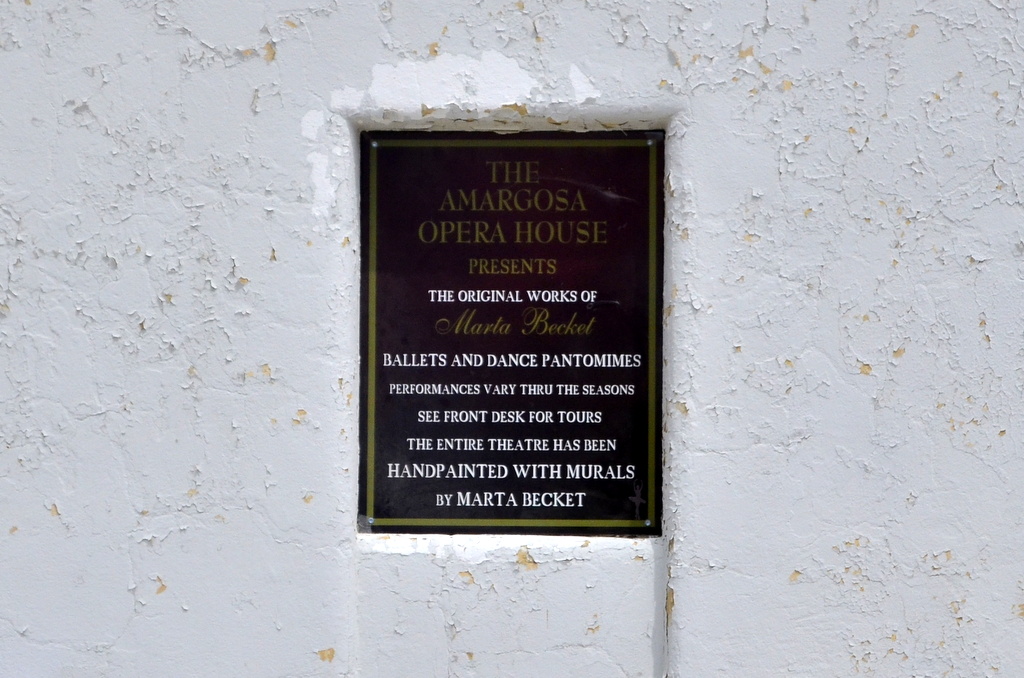 THE
AMARGOSA
OPERA HOUSE
PRESENTS
THE ORIGINAL WORKS OF
Marta Becket
BALLETS AND DANCE PANTOMIMES
PERFORMANCES VARY THRU THE SEASONS
SEE FRONT DESK FOR TOURS
THE ENTIRE THEATRE HAS BEEN
HANDPAINTED WITH MURALS
BY MARTA BECKET